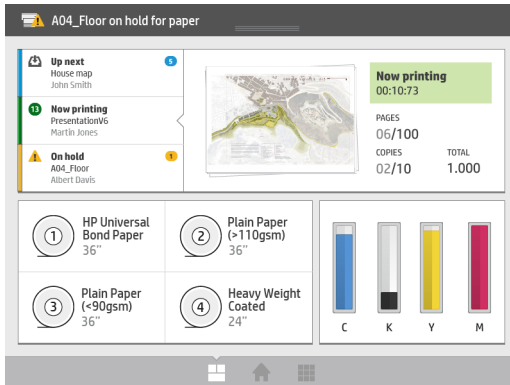 A04_Floor on hold for paper
Up next 5
House map
John Smith
13 Now printing
PresentationV6
Martin Jones
On hold 1
A04_Floor
Albert Davis
Now printing
00:10:73
PAGES
06/100
COPIES TOTAL
02/10 1.000
1 HP Universal
Bond Paper
36"
2 Plain Paper
(>110gsm)
36"
3 Plain Paper
(<90gsm)
36"
4 Heavy Weight
Coated
24"
C K Y M